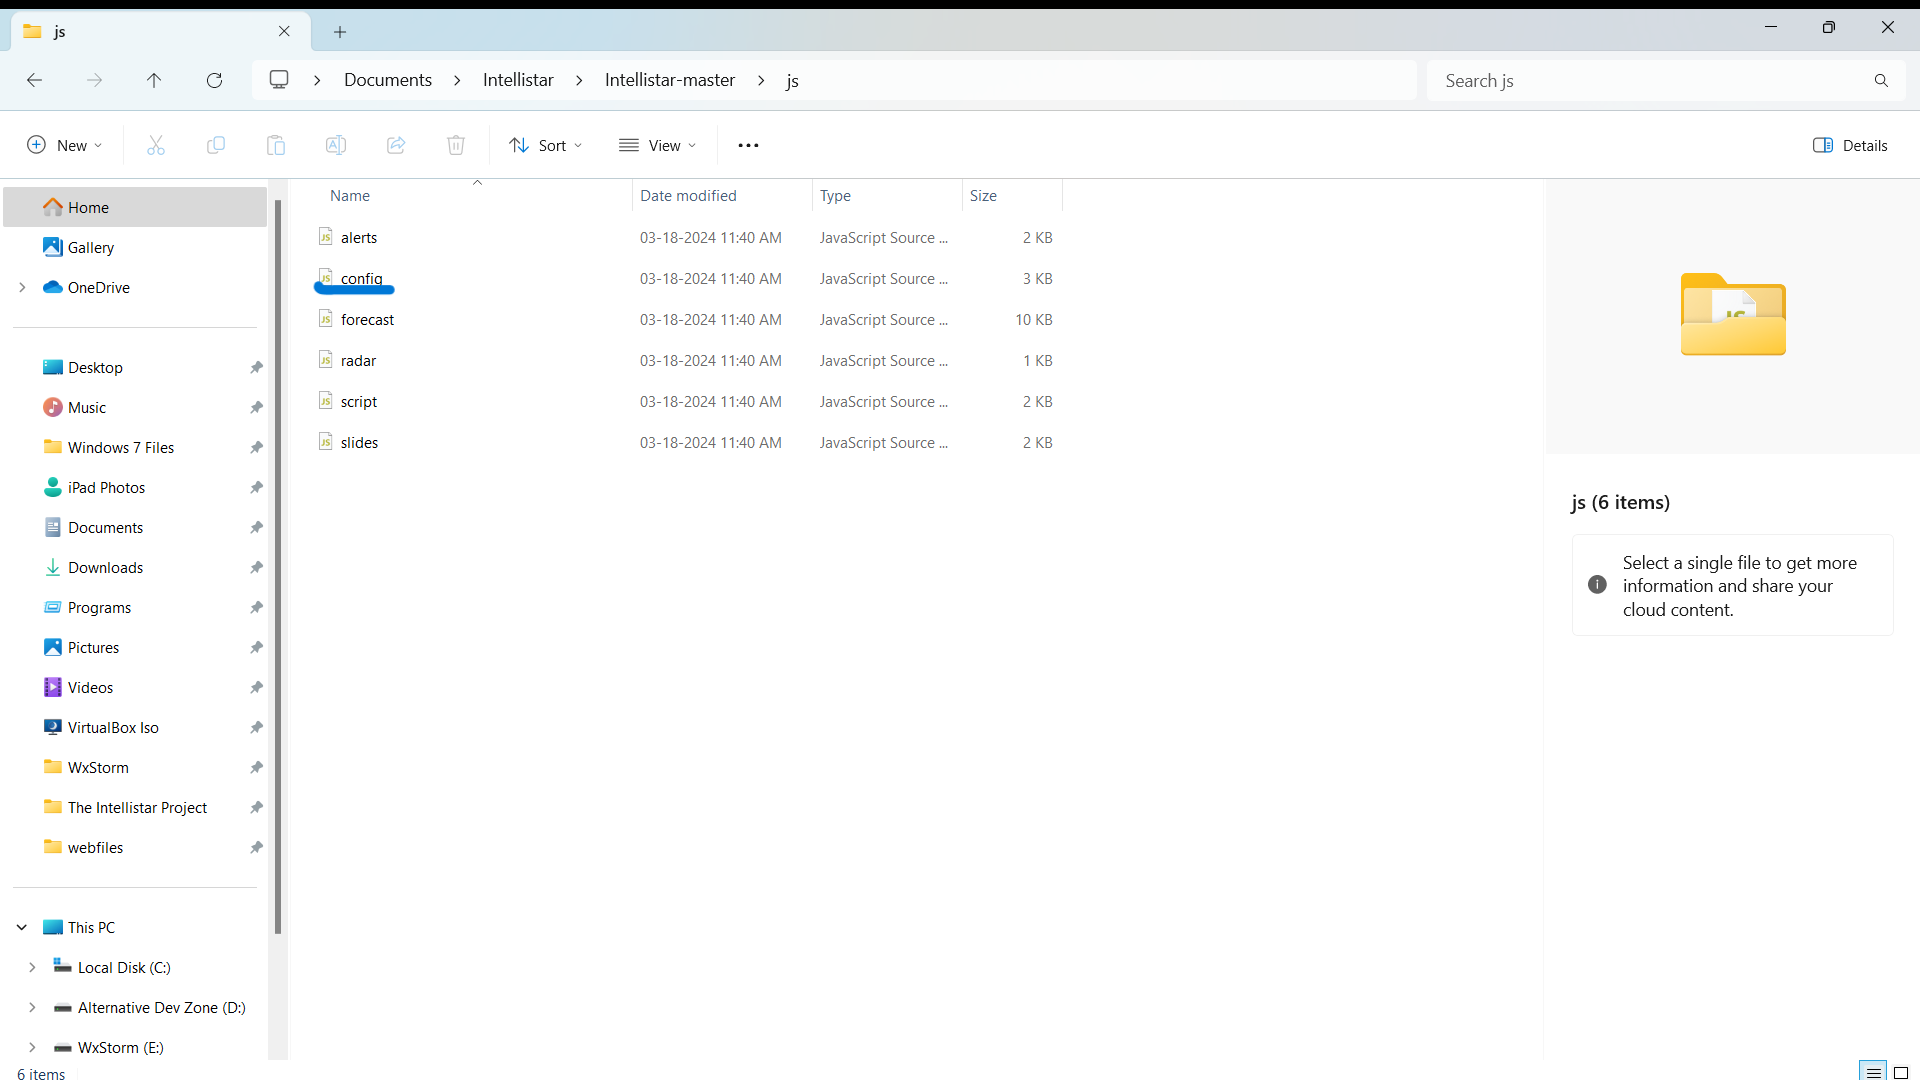 js
Documents
Intellistar
Intellistar-master
js
Search js
New
Sort
View
Details
Home
Gallery
OneDrive
Desktop
Music
Windows 7 Files
iPad Photos
Documents
Downloads
Programs
Pictures
Videos
VirtualBox Iso
WxStorm
The Intellistar Project
webfiles
This PC
Local Disk (C:)
Alternative Dev Zone (D:)
WxStorm (E:)
Name Date modified Type Size
alerts 03-18-2024 11:40 AM JavaScript Source ... 2 KB
config 03-18-2024 11:40 AM JavaScript Source ... 3 KB
forecast 03-18-2024 11:40 AM JavaScript Source ... 10 KB
radar 03-18-2024 11:40 AM JavaScript Source ... 1 KB
script 03-18-2024 11:40 AM JavaScript Source ... 2 KB
slides 03-18-2024 11:40 AM JavaScript Source ... 2 KB
js (6 items)
Select a single file to get more
information and share your
cloud content.
6 items